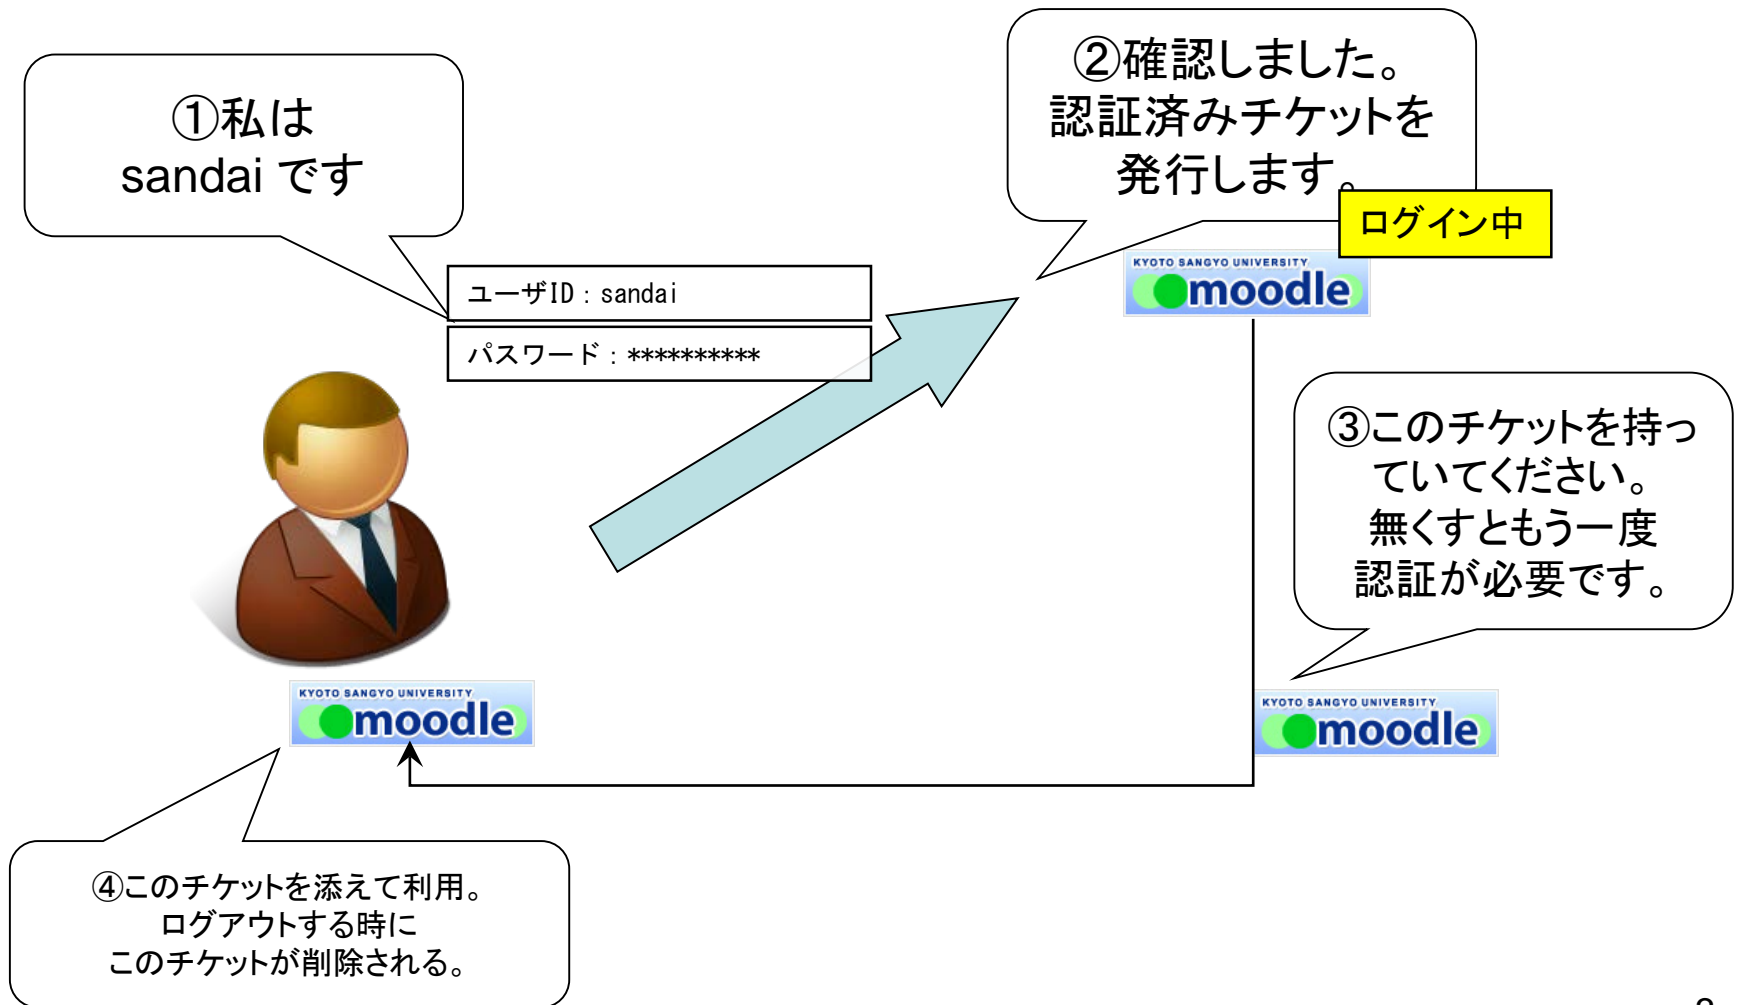 ①私は
sandai です
②確認しました。
認証済みチケットを
発行します。
ログイン中
KYOTO SANGYO UNIVERSITY
moodle
ユーザID：sandai
パスワード：**********
③このチケットを持っ
ていてください。
無くすともう一度
認証が必要です。
KYOTO SANGYO UNIVERSITY
moodle
KYOTO SANGYO UNIVERSITY
moodle
④このチケットを添えて利用。
ログアウトする時に
このチケットが削除される。